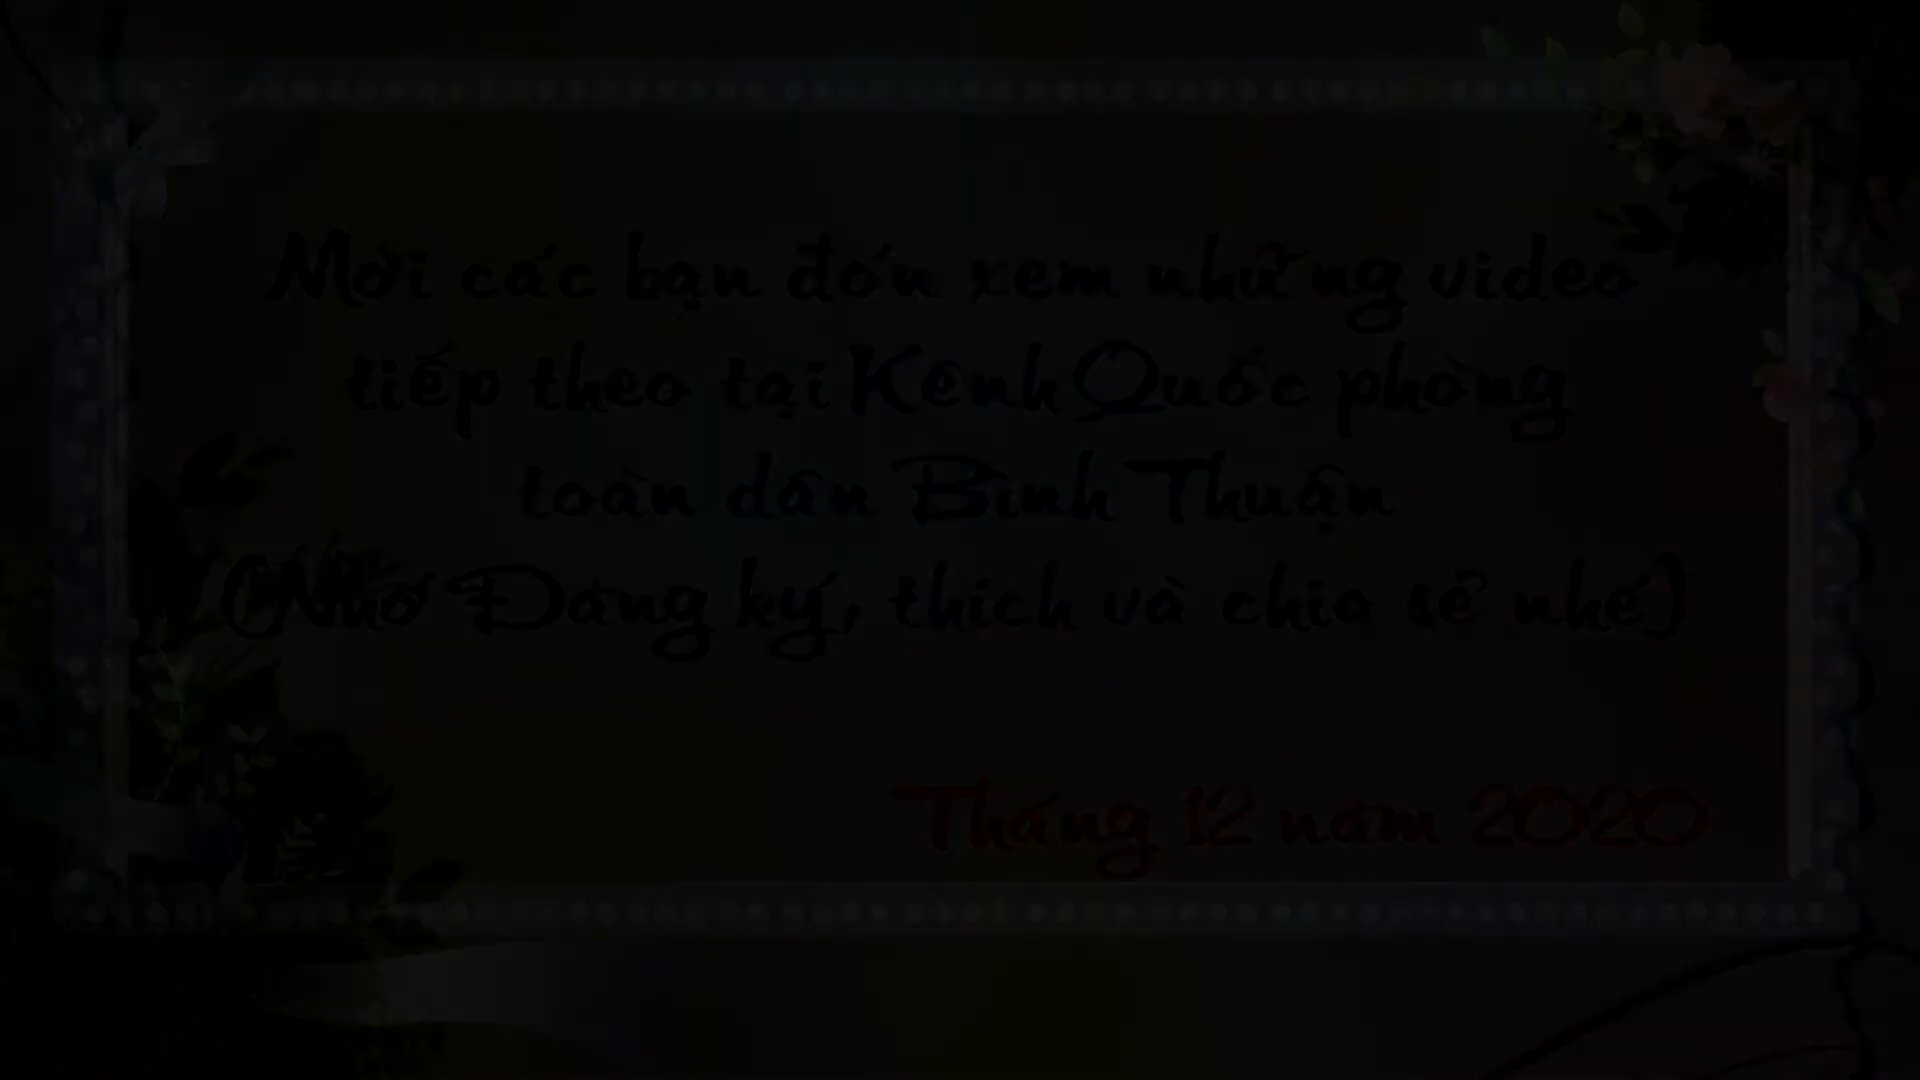 Mời các bạn đón xem những video
tiếp theo tại Kênh Quốc phòng
toàn dân Bình Thuận
(Nhớ Đăng ký, thích và chia sẻ nhé)
Tháng 12 năm 2020